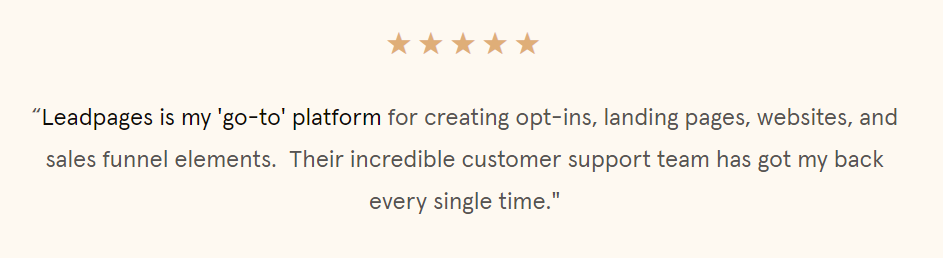 “Leadpages is my 'go-to' platform for creating opt-ins, landing pages, websites, and
sales funnel elements.  Their incredible customer support team has got my back
every single time."